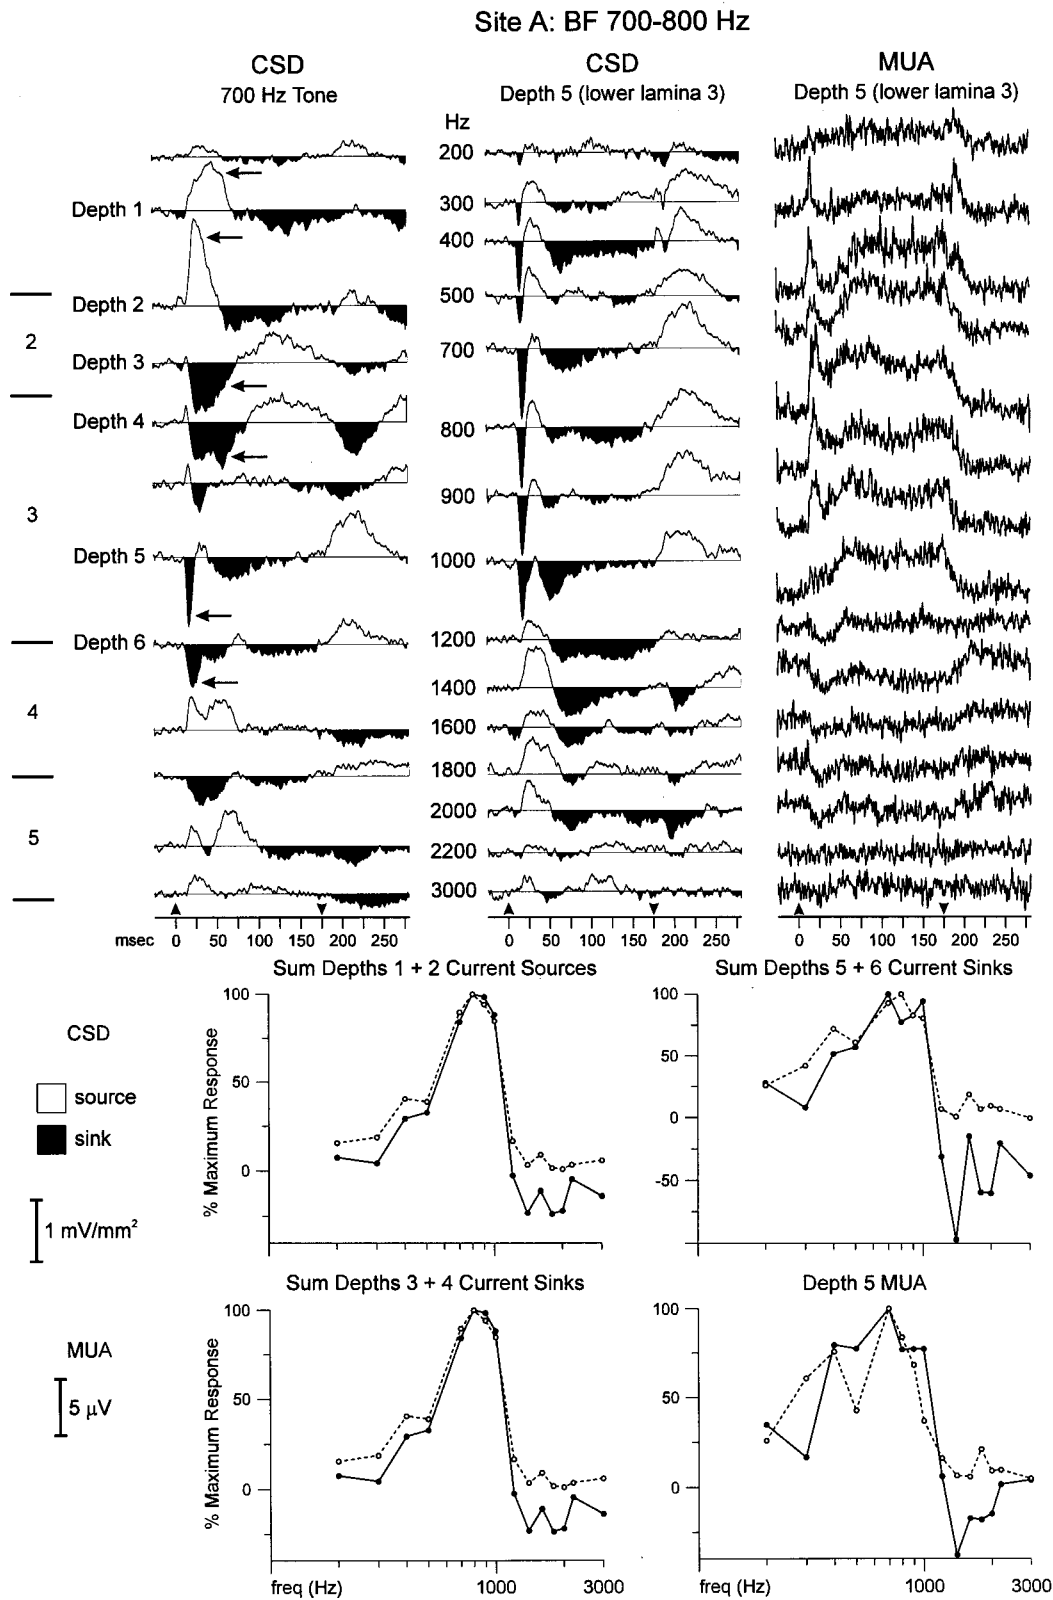 Site A: BF 700-800 Hz
CSD
700 Hz Tone
CSD
Depth 5 (lower lamina 3)
MUA
Depth 5 (lower lamina 3)
Hz
200
300
400
500
700
800
900
1000
1200
1400
1600
1800
2000
2200
3000
Depth 1
Depth 2
Depth 3
Depth 4
Depth 5
Depth 6
2
3
4
5
msec
0 50 100 150 200 250
0 50 100 150 200 250
0 50 100 150 200 250
CSD
source
sink
1 mV/mm²
MUA
5 µV
Sum Depths 1 + 2 Current Sources
% Maximum Response
100
50
0
Sum Depths 5 + 6 Current Sinks
100
50
0
-50
Sum Depths 3 + 4 Current Sinks
% Maximum Response
100
50
0
freq (Hz) 1000 3000
Depth 5 MUA
100
50
0
freq (Hz) 1000 3000